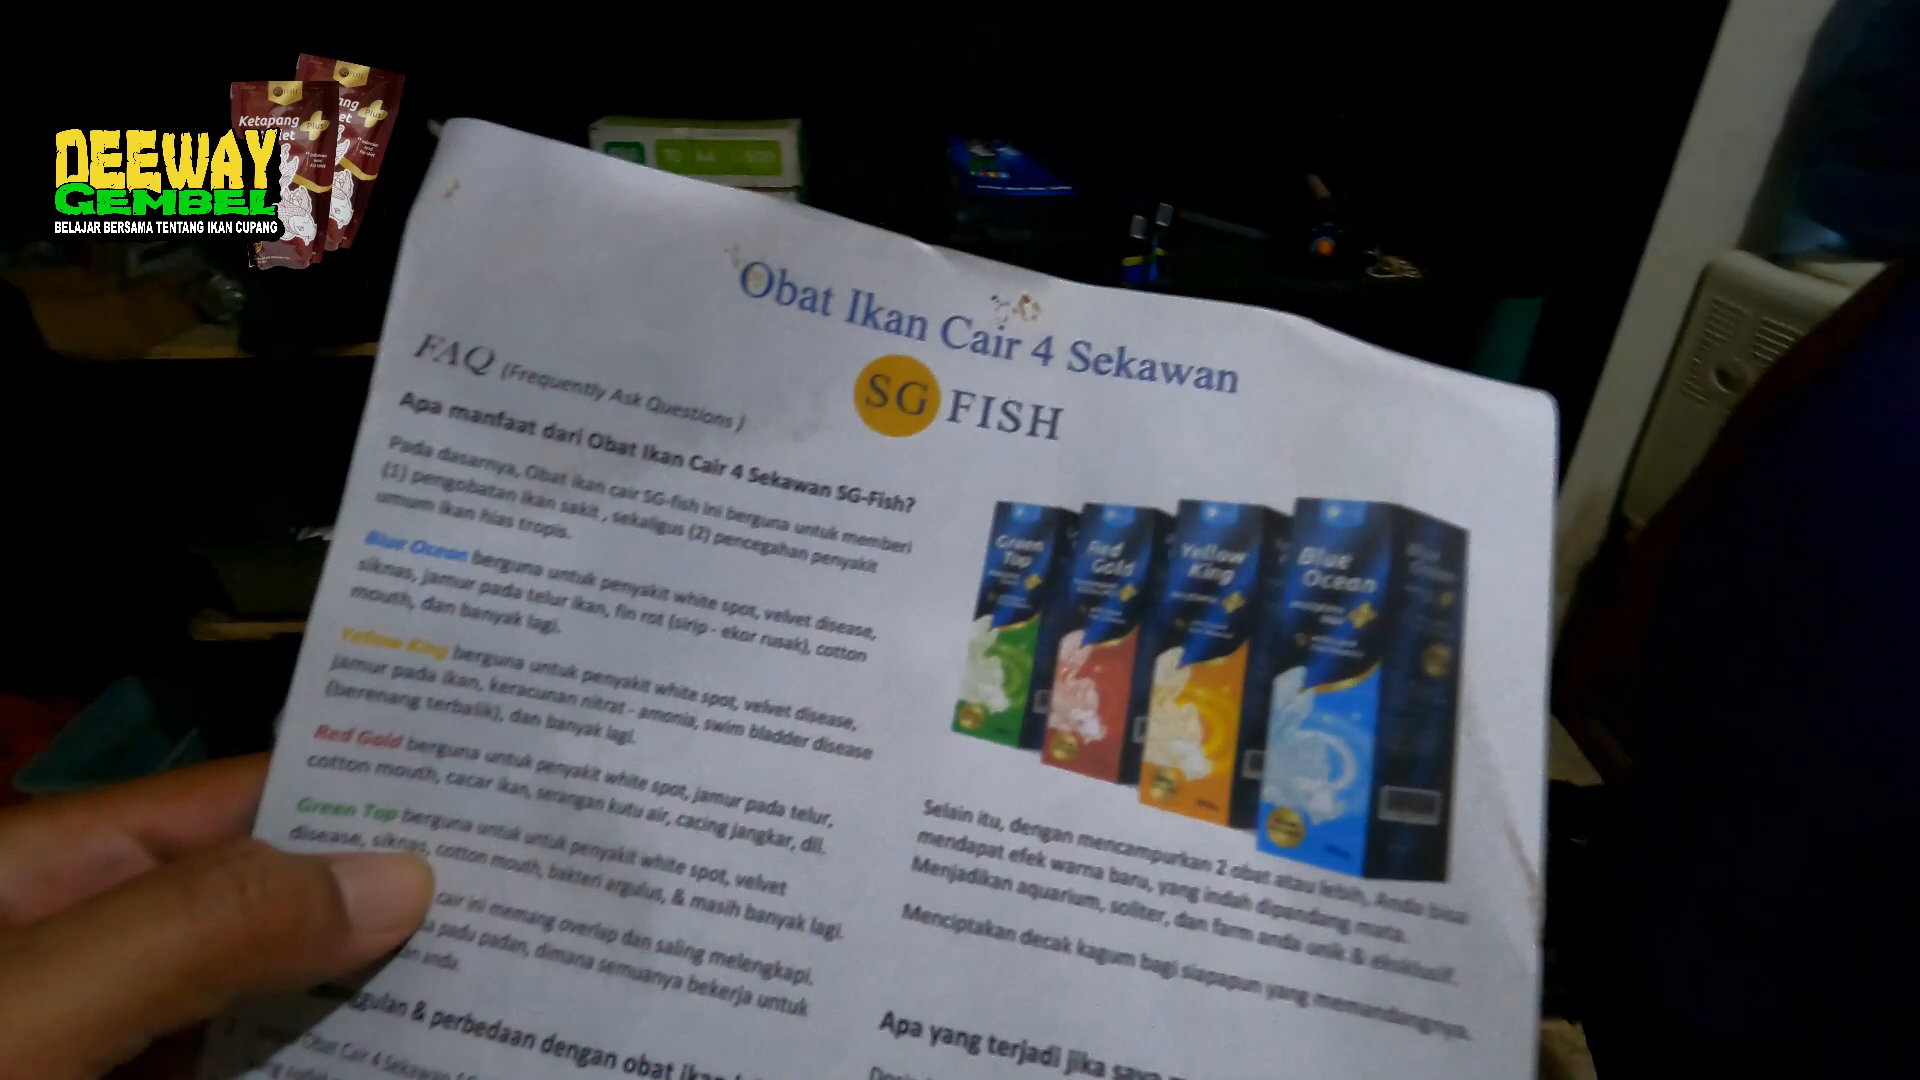 DEEWAY
GEMBEL
BELAJAR BERSAMA TENTANG IKAN CUPANG
Ketapang
Plus
Obat Ikan Cair 4 Sekawan
SG FISH
FAQ (Frequently Ask Questions )
Apa manfaat dari Obat Ikan Cair 4 Sekawan SG-Fish?
Pada dasarnya, Obat ikan cair SG-fish ini berguna untuk memberi
(1) pengobatan ikan sakit , sekaligus (2) pencegahan penyakit
umum ikan hias tropis.
Blue Ocean berguna untuk penyakit white spot, velvet disease,
siknas, jamur pada telur ikan, fin rot (sirip - ekor rusak), cotton
mouth, dan banyak lagi.
Yellow King berguna untuk penyakit white spot, velvet disease,
jamur pada ikan, keracunan nitrat - amonia, swim bladder disease
(berenang terbalik), dan banyak lagi.
Red Gold berguna untuk penyakit white spot, jamur pada telur,
cotton mouth, cacar ikan, serangan kutu air, cacing jangkar, dll.
Green Top berguna untuk untuk penyakit white spot, velvet
disease, siknas, cotton mouth, bakteri argulus, & masih banyak lagi.
cair ini memang overlap dan saling melengkapi.
padu padan, dimana semuanya bekerja untuk
anda
& perbedaan dengan obat ikan
Obat Cair 4 Sekawan
Green
Top
Red
Gold
Yellow
King
Blue
Ocean
Selain itu, dengan mencampurkan 2 obat atau lebih, Anda bisa
mendapat efek warna baru, yang indah dipandang mata.
Menjadikan aquarium, soliter, dan farm anda unik & eksklusif.
Menciptakan decak kagum bagi siapapun yang memandangnya.
Apa yang terjadi jika saya